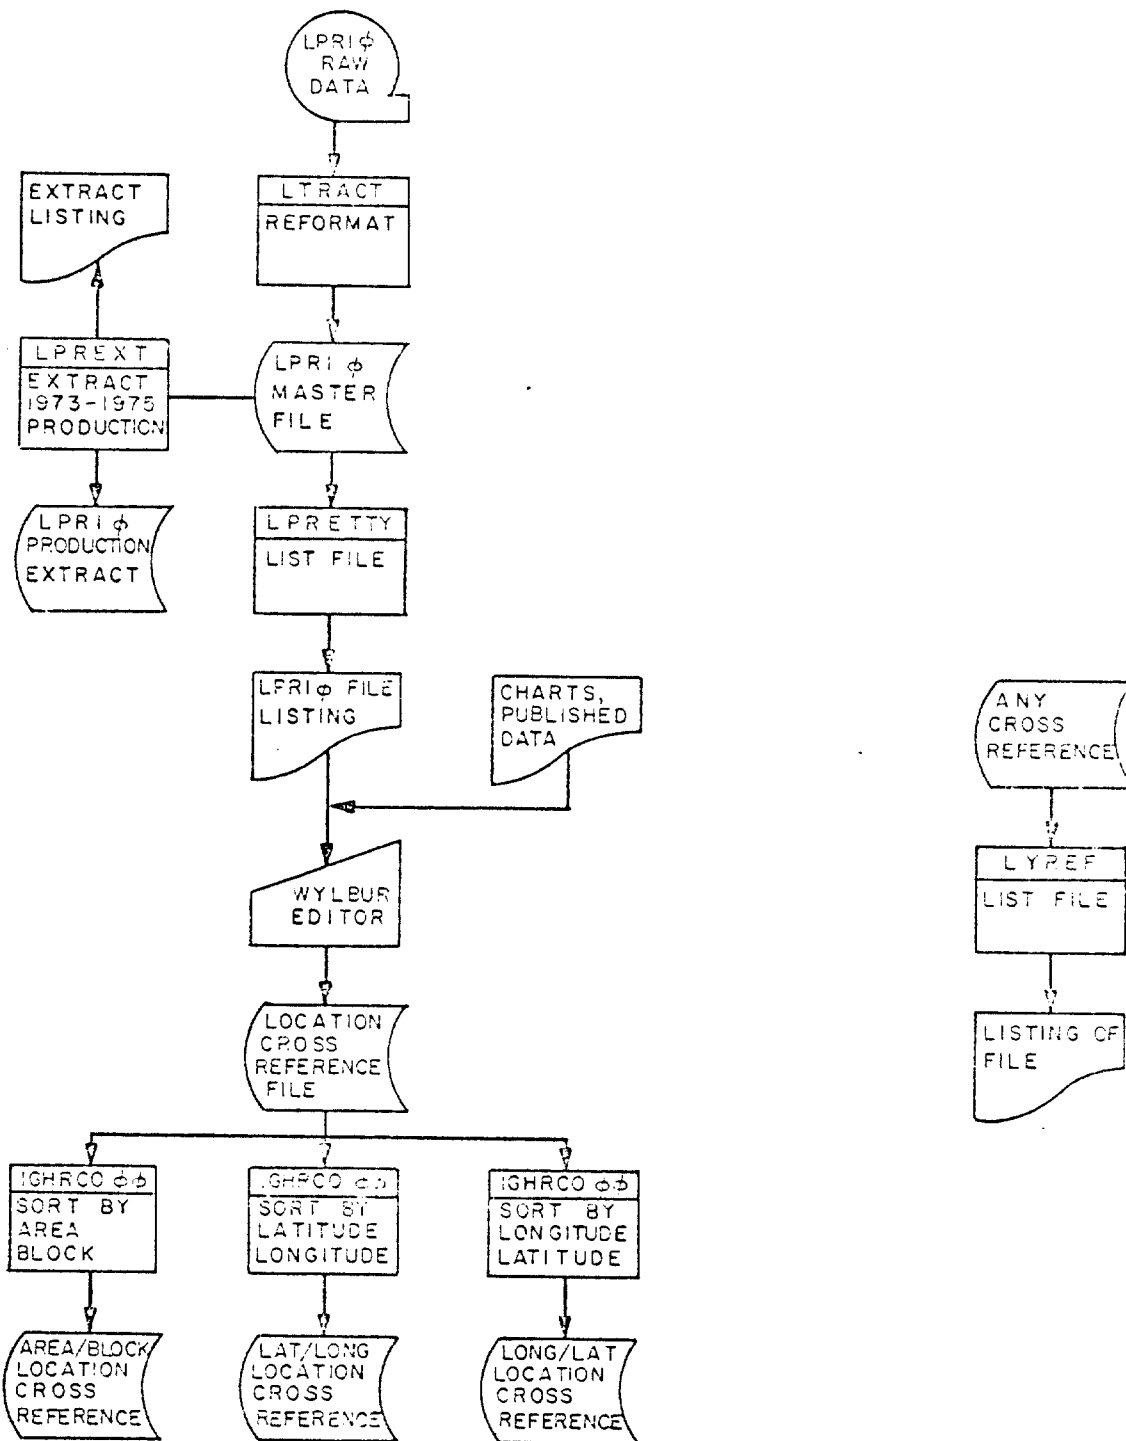 LPRIϕ
RAW
DATA
EXTRACT
LISTING
LTRACT
REFORMAT
LPREXT
EXTRACT
1973-1975
PRODUCTION
LPRI ϕ
MASTER
FILE
LPRIϕ
PRODUCTION
EXTRACT
LPRETTY
LIST FILE
LPRIϕ FILE
LISTING
CHARTS,
PUBLISHED
DATA
ANY
CROSS
REFERENCE
WYLBUR
EDITOR
LYREF
LIST FILE
LOCATION
CROSS
REFERENCE
FILE
LISTING OF
FILE
IGHRCO ϕϕ
SORT BY
AREA
BLOCK
IGHRCO ϕϕ
SORT BY
LATITUDE
LONGITUDE
IGHRCO ϕϕ
SORT BY
LONGITUDE
LATITUDE
AREA/BLOCK
LOCATION
CROSS
REFERENCE
LAT/LONG
LOCATION
CROSS
REFERENCE
LONG/LAT
LOCATION
CROSS
REFERENCE